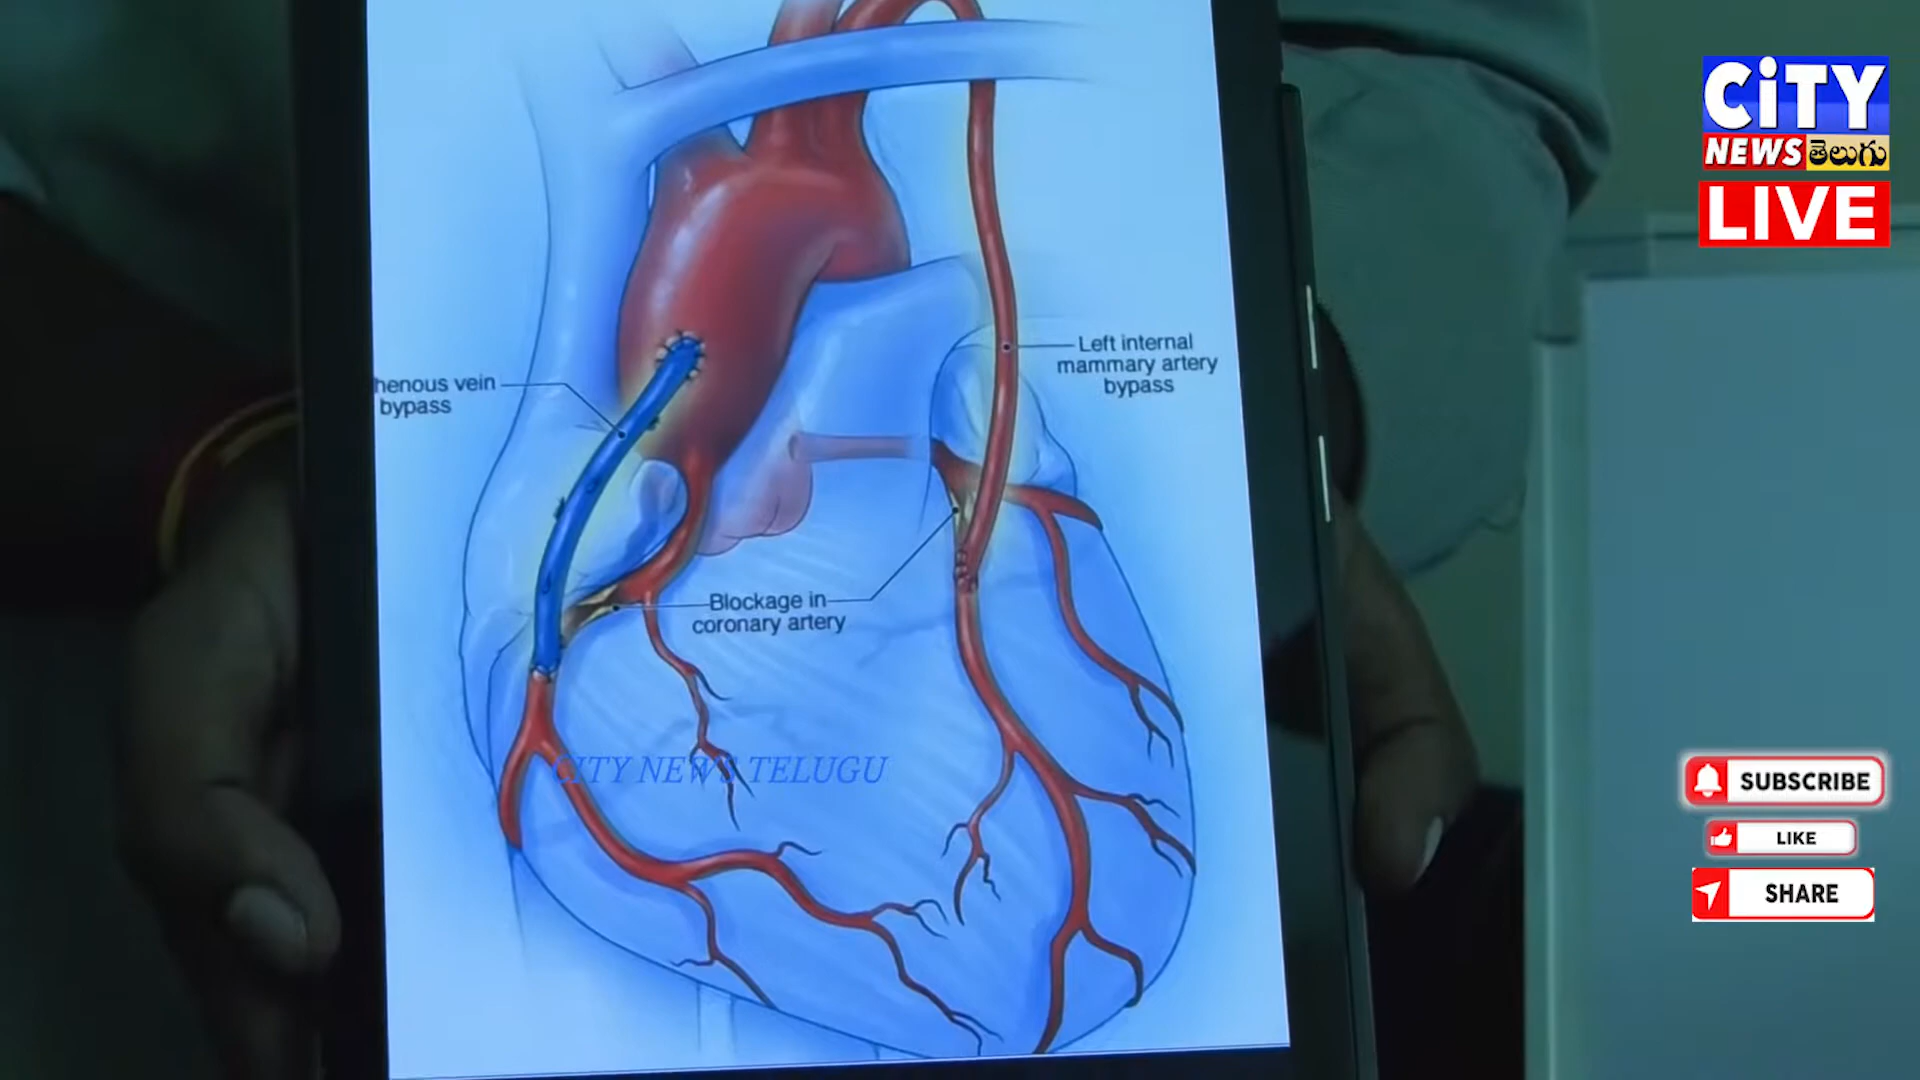 CiTY
NEWS తెలుగు
LIVE
Left internal
mammary artery
bypass
henous vein
bypass
Blockage in
coronary artery
CITY NEWS TELUGU
SUBSCRIBE
LIKE
SHARE